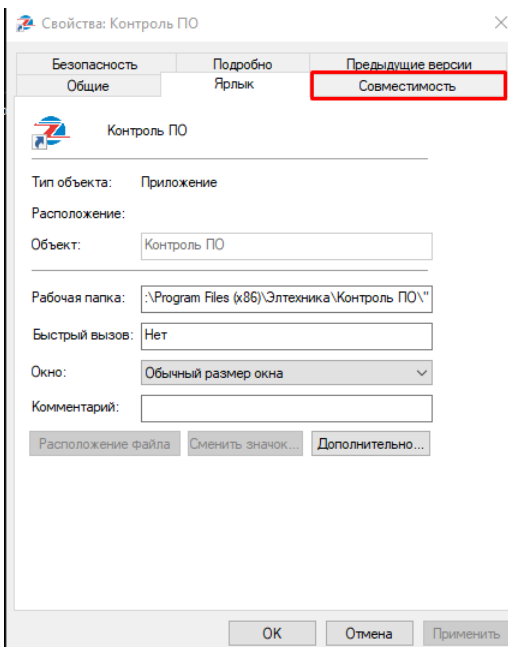 Свойства: Контроль ПО
Безопасность Подробно Предыдущие версии
Общие Ярлык Совместимость
Контроль ПО
Тип объекта: Приложение
Расположение:
Объект: Контроль ПО
Рабочая папка: :\Program Files (x86)\Элтехника\Контроль ПО\"
Быстрый вызов: Нет
Окно: Обычный размер окна
Комментарий:
Расположение файла Сменить значок... Дополнительно...
ОК Отмена Применить